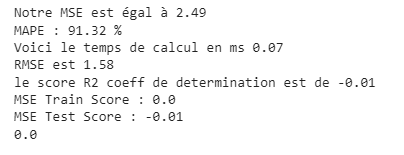 Notre MSE est égal à 2.49
MAPE : 91.32 %
Voici le temps de calcul en ms 0.07
RMSE est 1.58
le score R2 coeff de determination est de -0.01
MSE Train Score : 0.0
MSE Test Score : -0.01
0.0